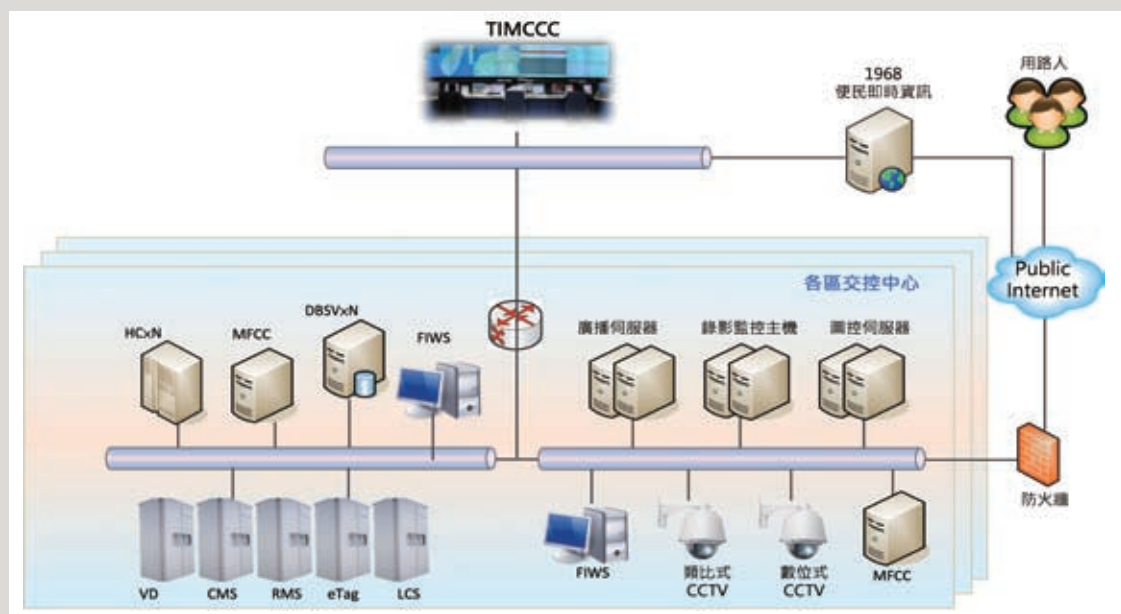 TIMCCC
1968
便民即時資訊
用路人
Public
Internet
各區交控中心
HCxN
MFCC
DBSVxN
FIWS
廣播伺服器
錄影監控主機
圖控伺服器
防火牆
VD
CMS
RMS
eTag
LCS
FIWS
類比式
CCTV
數位式
CCTV
MFCC